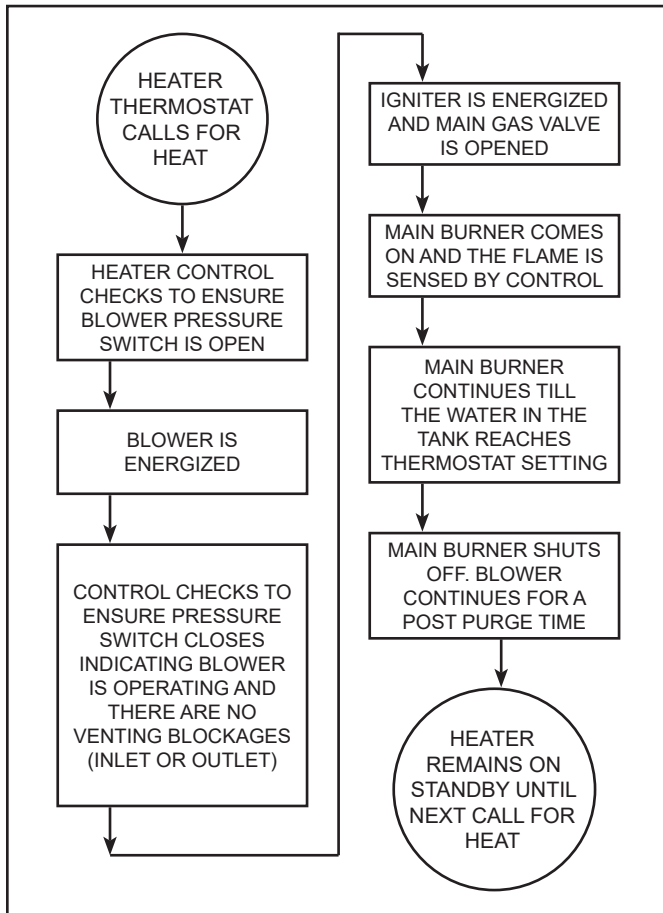 HEATER
THERMOSTAT
CALLS FOR
HEAT
HEATER CONTROL
CHECKS TO ENSURE
BLOWER PRESSURE
SWITCH IS OPEN
BLOWER IS
ENERGIZED
CONTROL CHECKS TO
ENSURE PRESSURE
SWITCH CLOSES
INDICATING BLOWER
IS OPERATING AND
THERE ARE NO
VENTING BLOCKAGES
(INLET OR OUTLET)
IGNITER IS ENERGIZED
AND MAIN GAS VALVE
IS OPENED
MAIN BURNER COMES
ON AND THE FLAME IS
SENSED BY CONTROL
MAIN BURNER
CONTINUES TILL
THE WATER IN THE
TANK REACHES
THERMOSTAT SETTING
MAIN BURNER SHUTS
OFF. BLOWER
CONTINUES FOR A
POST PURGE TIME
HEATER
REMAINS ON
STANDBY UNTIL
NEXT CALL FOR
HEAT